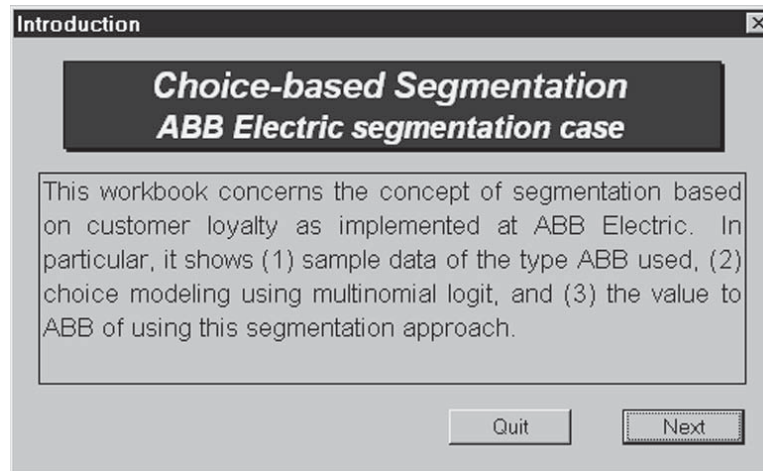 Introduction
Choice-based Segmentation
ABB Electric segmentation case
This workbook concerns the concept of segmentation based
on customer loyalty as implemented at ABB Electric. In
particular, it shows (1) sample data of the type ABB used, (2)
choice modeling using multinomial logit, and (3) the value to
ABB of using this segmentation approach.
Quit
Next